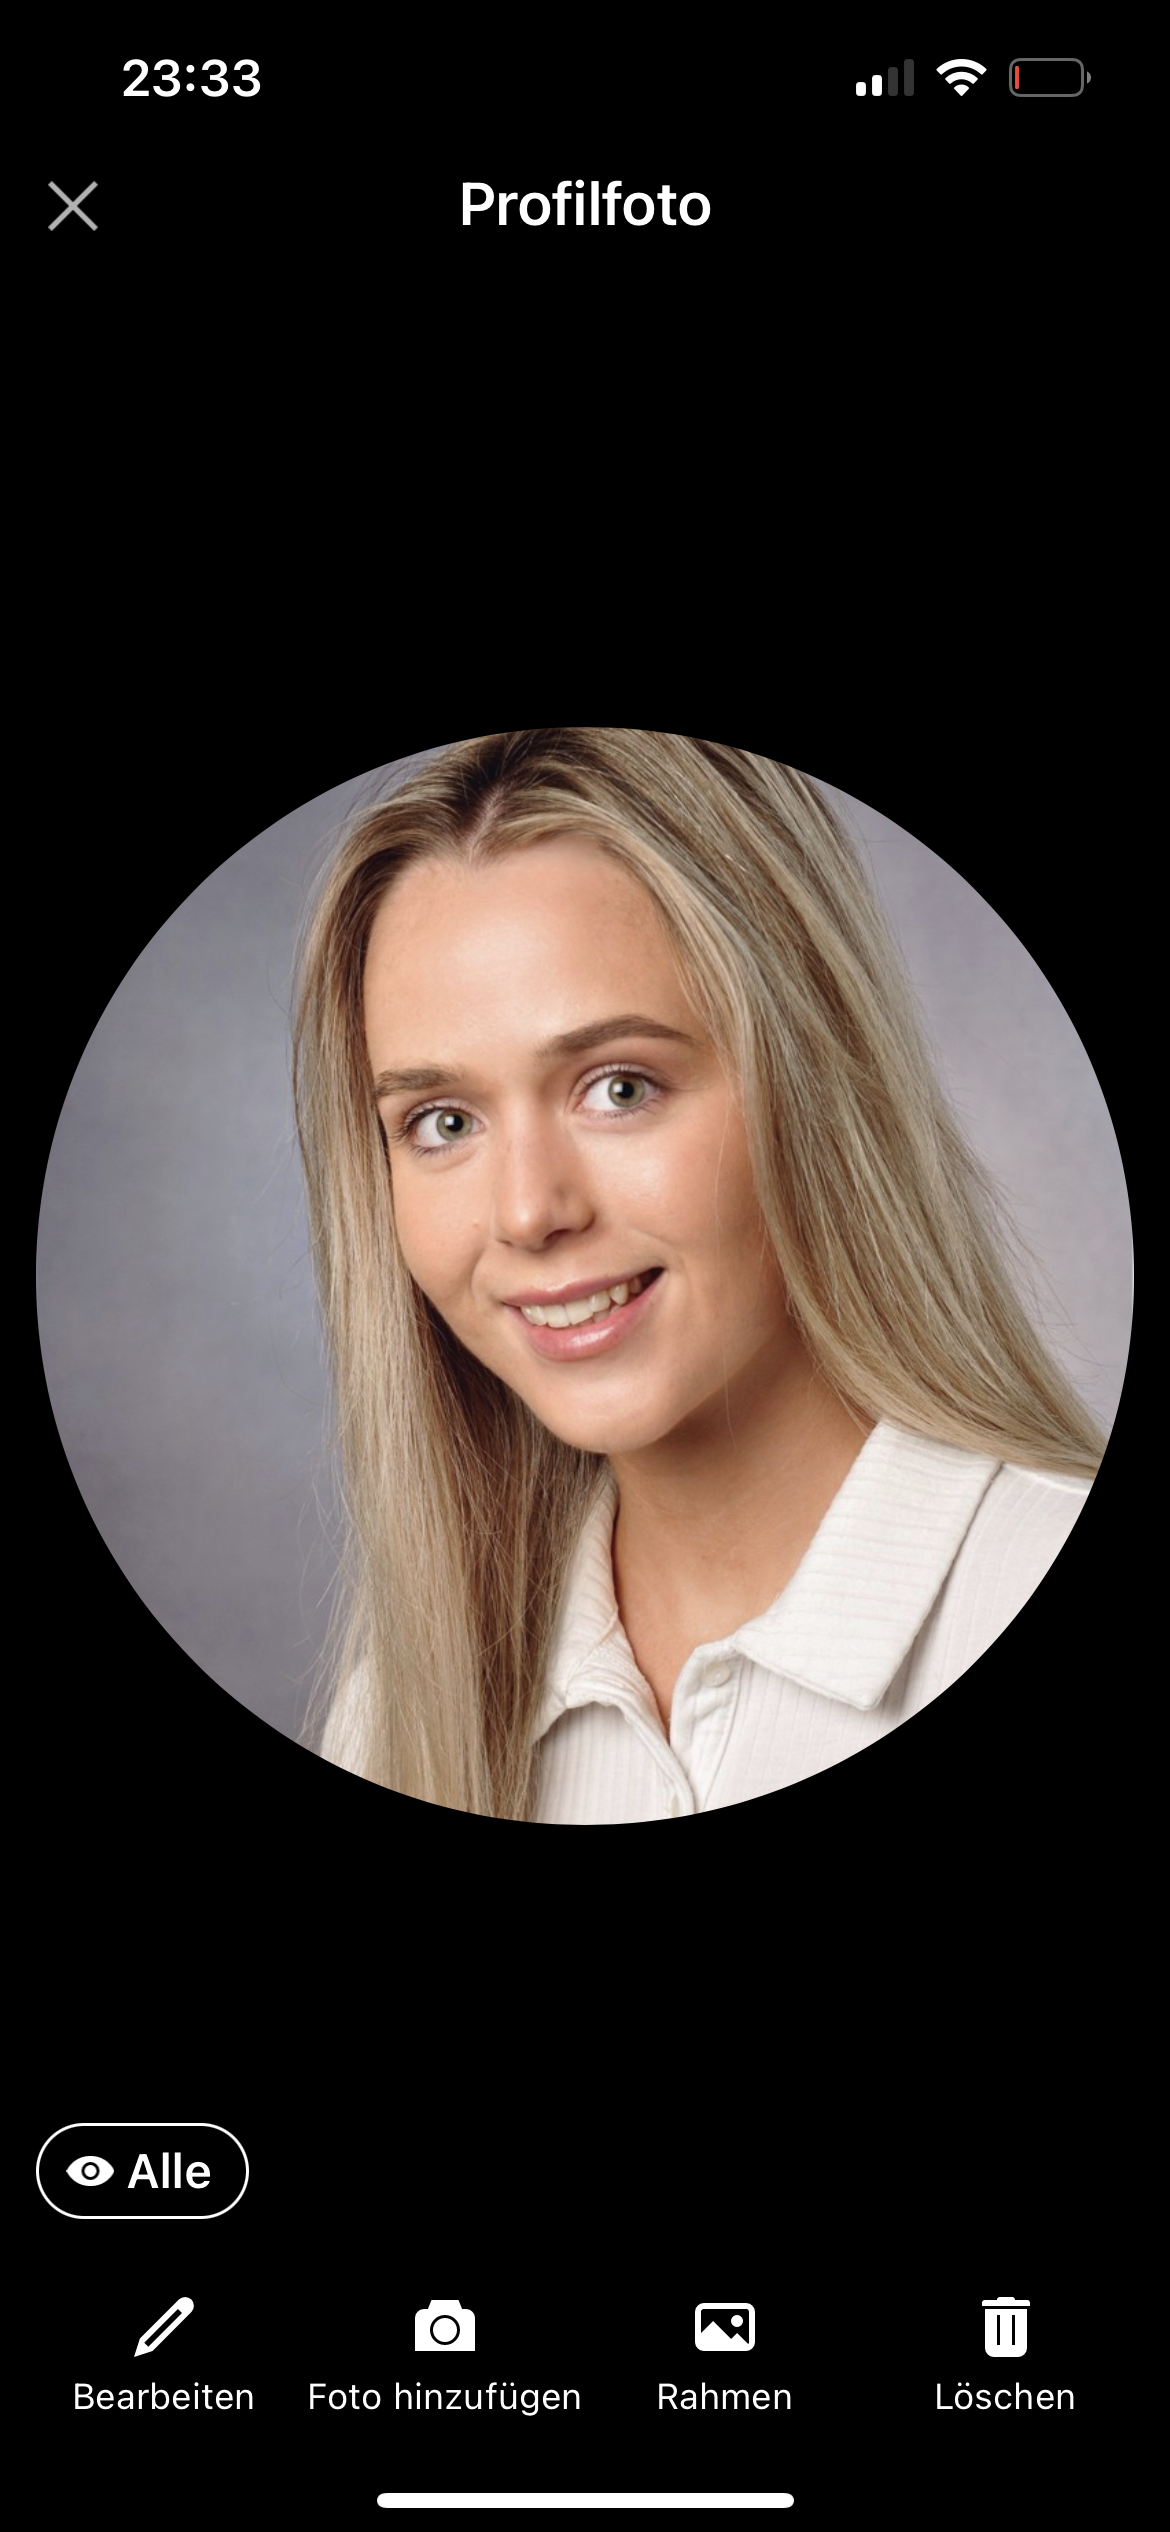 23:33
Profilfoto
Alle
Bearbeiten
Foto hinzufügen
Rahmen
Löschen